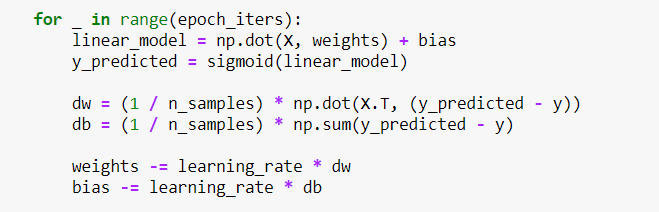 for _ in range(epoch_iters):
    linear_model = np.dot(X, weights) + bias
    y_predicted = sigmoid(linear_model)

    dw = (1 / n_samples) * np.dot(X.T, (y_predicted - y))
    db = (1 / n_samples) * np.sum(y_predicted - y)

    weights -= learning_rate * dw
    bias -= learning_rate * db